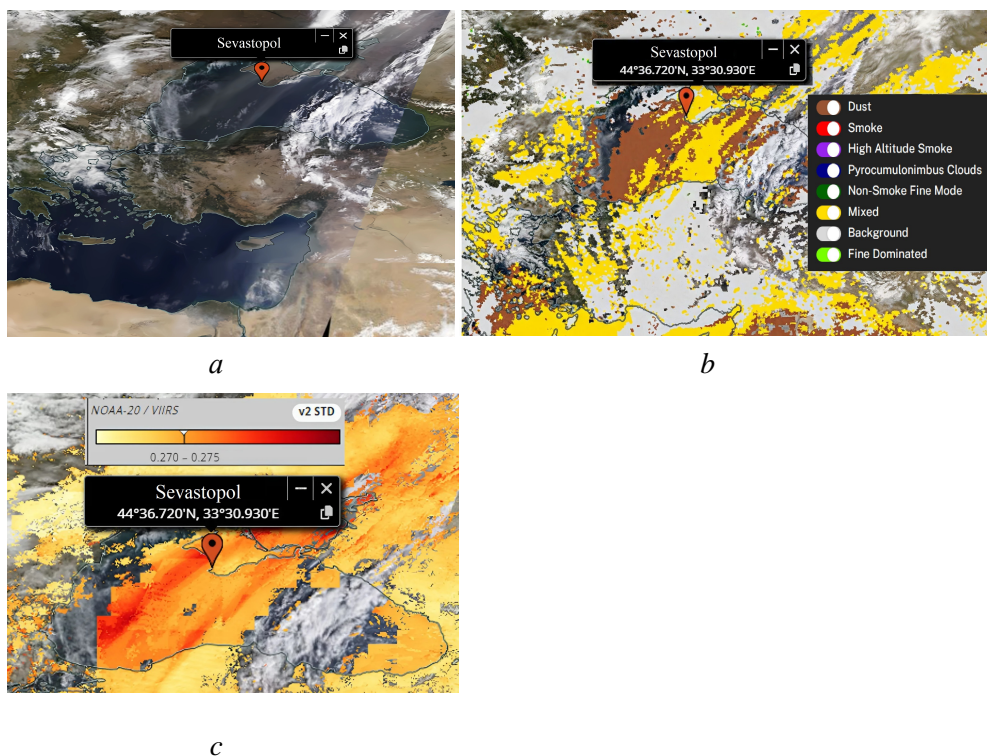 Sevastopol
Sevastopol
44°36.720'N, 33°30.930'E
Dust
Smoke
High Altitude Smoke
Pyrocumulonimbus Clouds
Non-Smoke Fine Mode
Mixed
Background
Fine Dominated
a
b
NOAA-20 / VIIRS
v2 STD
0.270 – 0.275
Sevastopol
44°36.720'N, 33°30.930'E
c